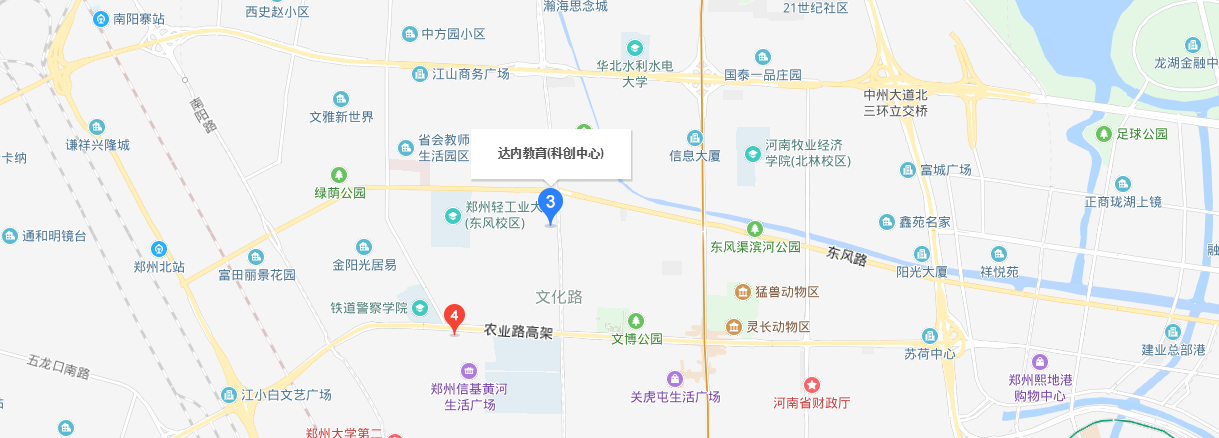 南阳寨站
西史赵小区
瀚海思念城
21世纪社区
中方园小区
江山商务广场
华北水利水电
大学
国泰一品庄园
龙湖金融中
南阳路
文雅新世界
中州大道北
三环立交桥
谦祥兴隆城
卡纳
省会教师
生活园区
达内教育(科创中心)
信息大厦
河南牧业经济
学院(北林校区)
足球公园
富城广场
绿荫公园
3
郑州轻工业大
(东风校区)
正商珑湖上镜
鑫苑名家
通和明镜台
郑州北站
富田丽景花园
金阳光居易
东风渠滨河公园
东风路
阳光大厦
祥悦苑
融
铁道警察学院
4
文化路
猛兽动物区
农业路高架
文博公园
灵长动物区
苏荷中心
建业总部港
五龙口南路
江小白文艺广场
郑州信基黄河
生活广场
关虎屯生活广场
河南省财政厅
郑州熙地港
购物中心
郑州大学第二